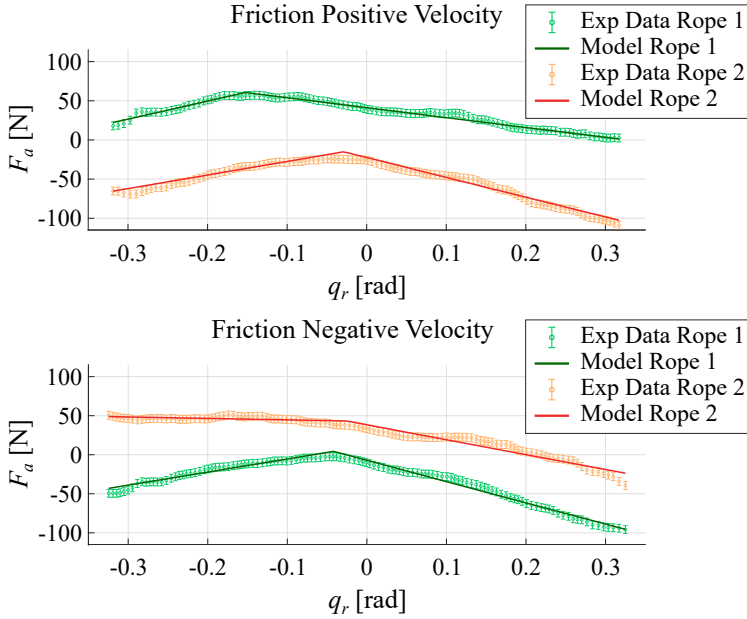 Friction Positive Velocity
Exp Data Rope 1
Model Rope 1
Exp Data Rope 2
Model Rope 2
100
50
0
-50
-100
F_a [N]
-0.3 -0.2 -0.1 0 0.1 0.2 0.3
q_r [rad]
Friction Negative Velocity
Exp Data Rope 1
Model Rope 1
Exp Data Rope 2
Model Rope 2
100
50
0
-50
-100
F_a [N]
-0.3 -0.2 -0.1 0 0.1 0.2 0.3
q_r [rad]